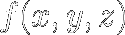 f(x, y, z)